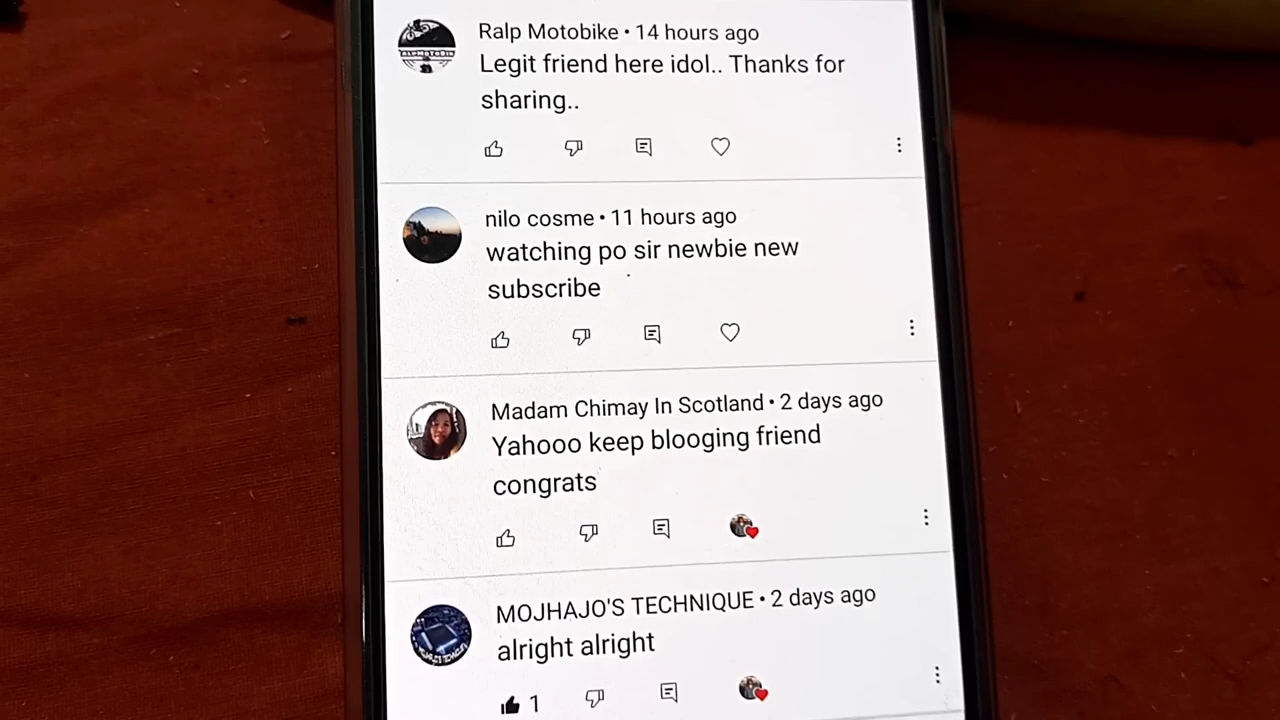 Ralp Motobike • 14 hours ago
Legit friend here idol.. Thanks for
sharing..
nilo cosme • 11 hours ago
watching po sir newbie new
subscribe
Madam Chimay In Scotland • 2 days ago
Yahooo keep blooging friend
congrats
MOJHAJO'S TECHNIQUE • 2 days ago
alright alright
1